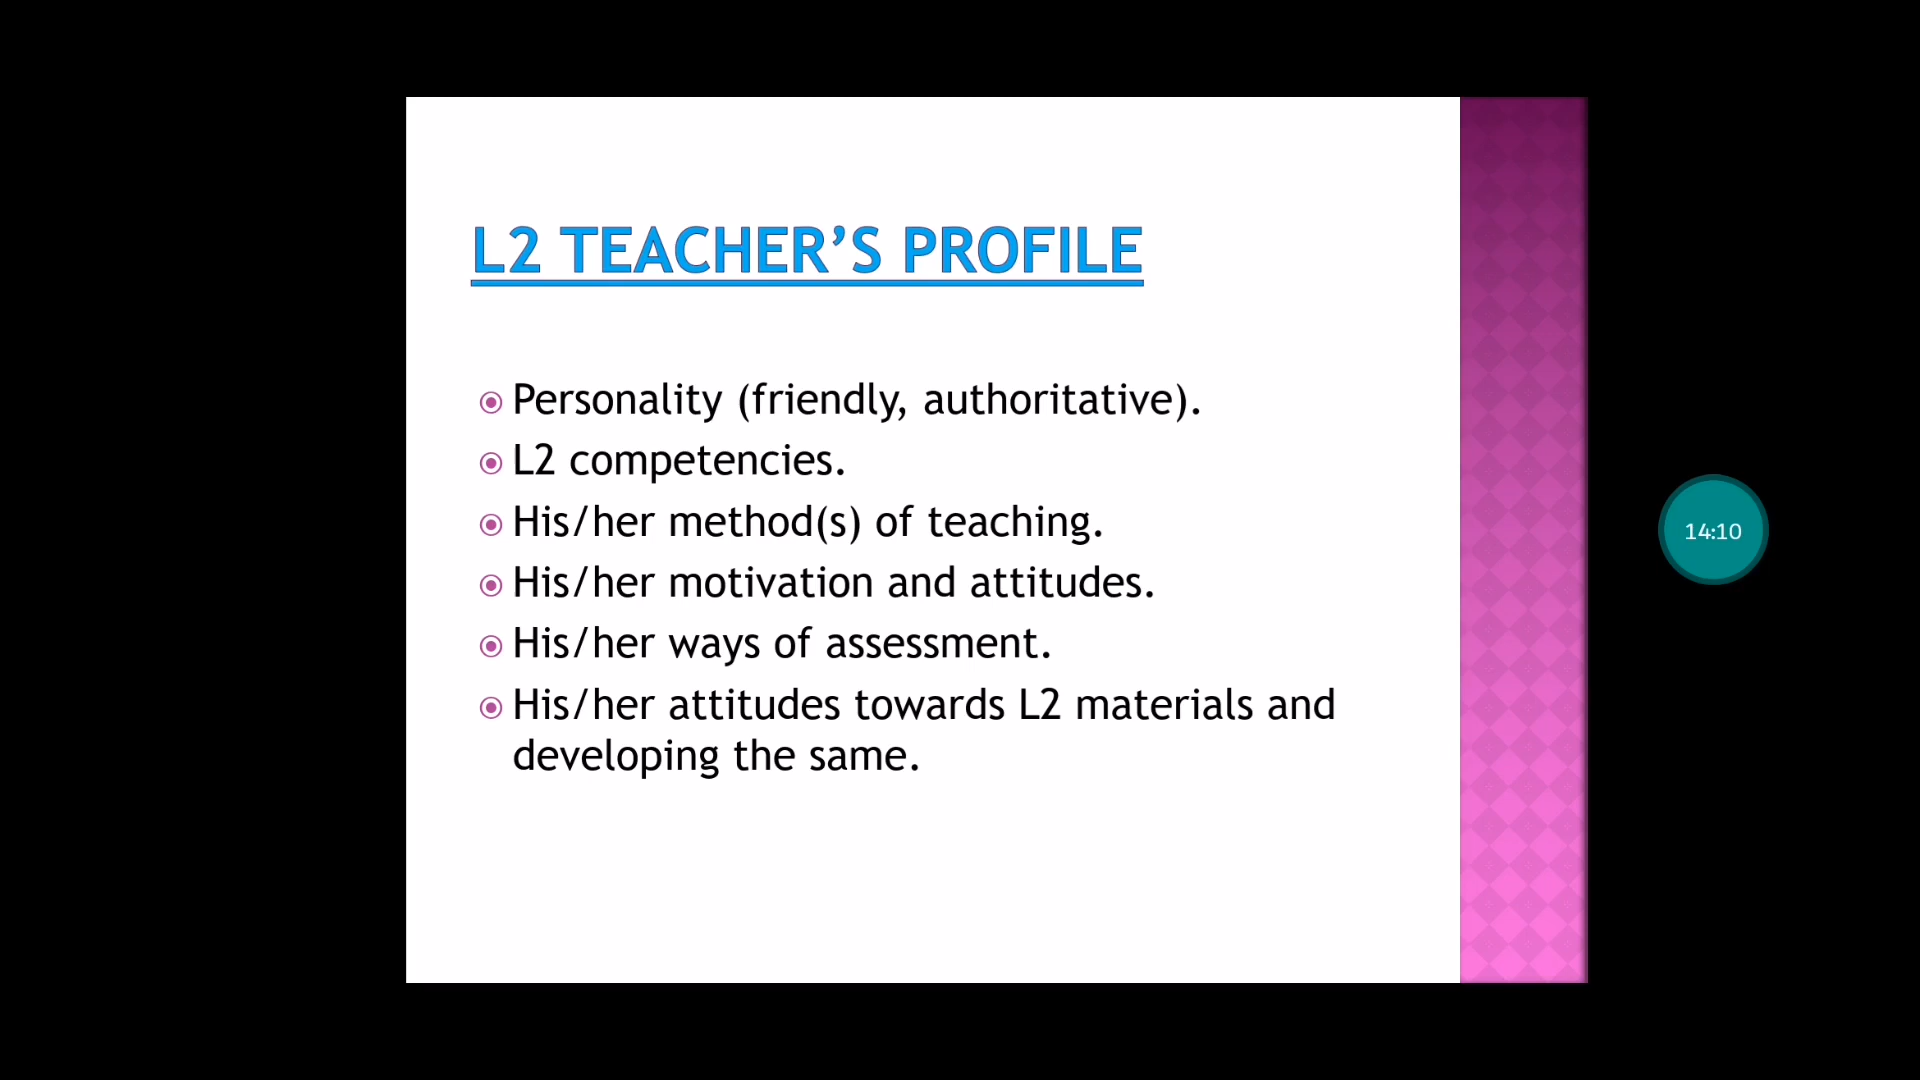 L2 TEACHER’S PROFILE
Personality (friendly, authoritative).
L2 competencies.
His/her method(s) of teaching.
His/her motivation and attitudes.
His/her ways of assessment.
His/her attitudes towards L2 materials and
developing the same.
14:10